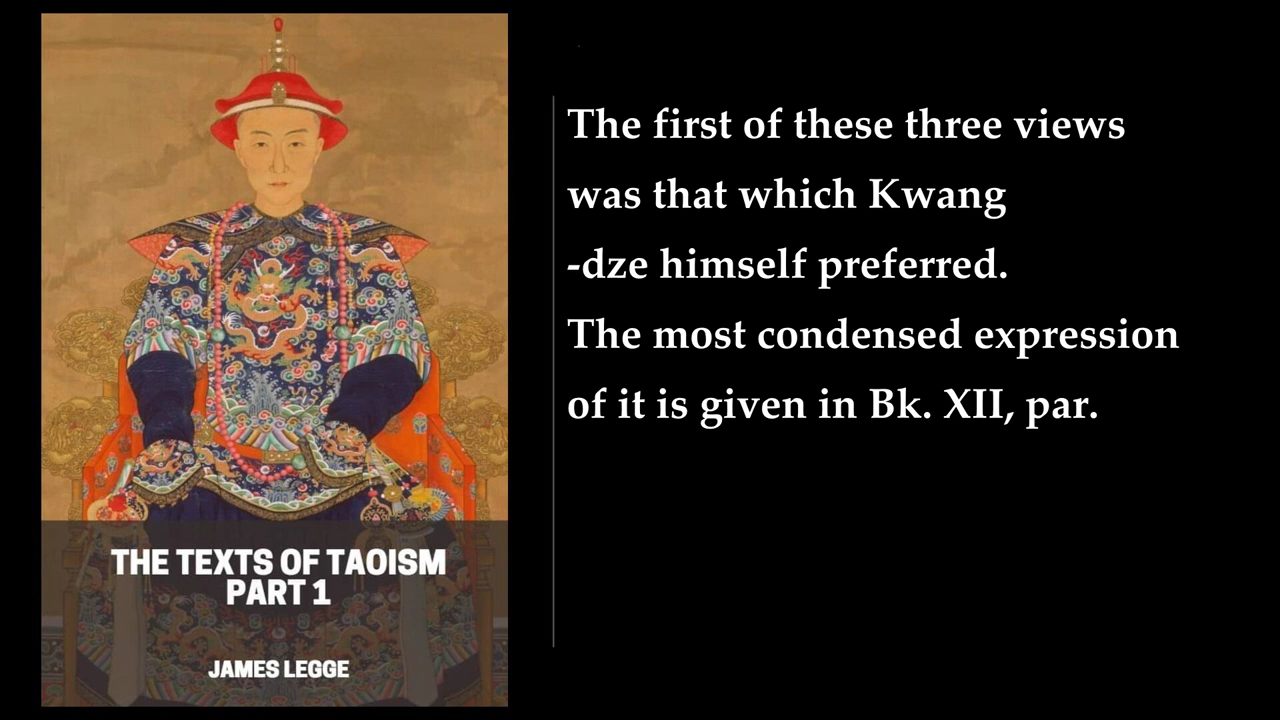 The first of these three views
was that which Kwang
-dze himself preferred.
The most condensed expression
of it is given in Bk. XII, par.
THE TEXTS OF TAOISM
PART 1
JAMES LEGGE